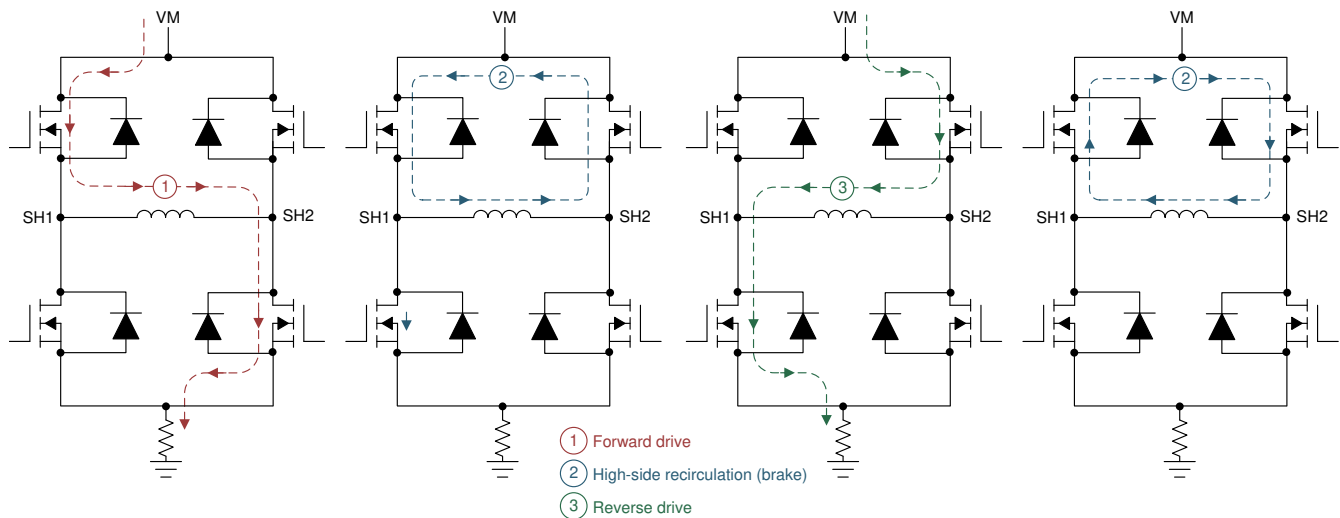 VM
VM
VM
VM
2
2
1
3
SH1
SH2
SH1
SH2
SH1
SH2
SH1
SH2
1 Forward drive
2 High-side recirculation (brake)
3 Reverse drive